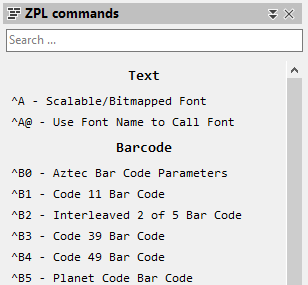 ZPL commands
Search ...
Text
^A - Scalable/Bitmapped Font
^A@ - Use Font Name to Call Font
Barcode
^B0 - Aztec Bar Code Parameters
^B1 - Code 11 Bar Code
^B2 - Interleaved 2 of 5 Bar Code
^B3 - Code 39 Bar Code
^B4 - Code 49 Bar Code
^B5 - Planet Code Bar Code